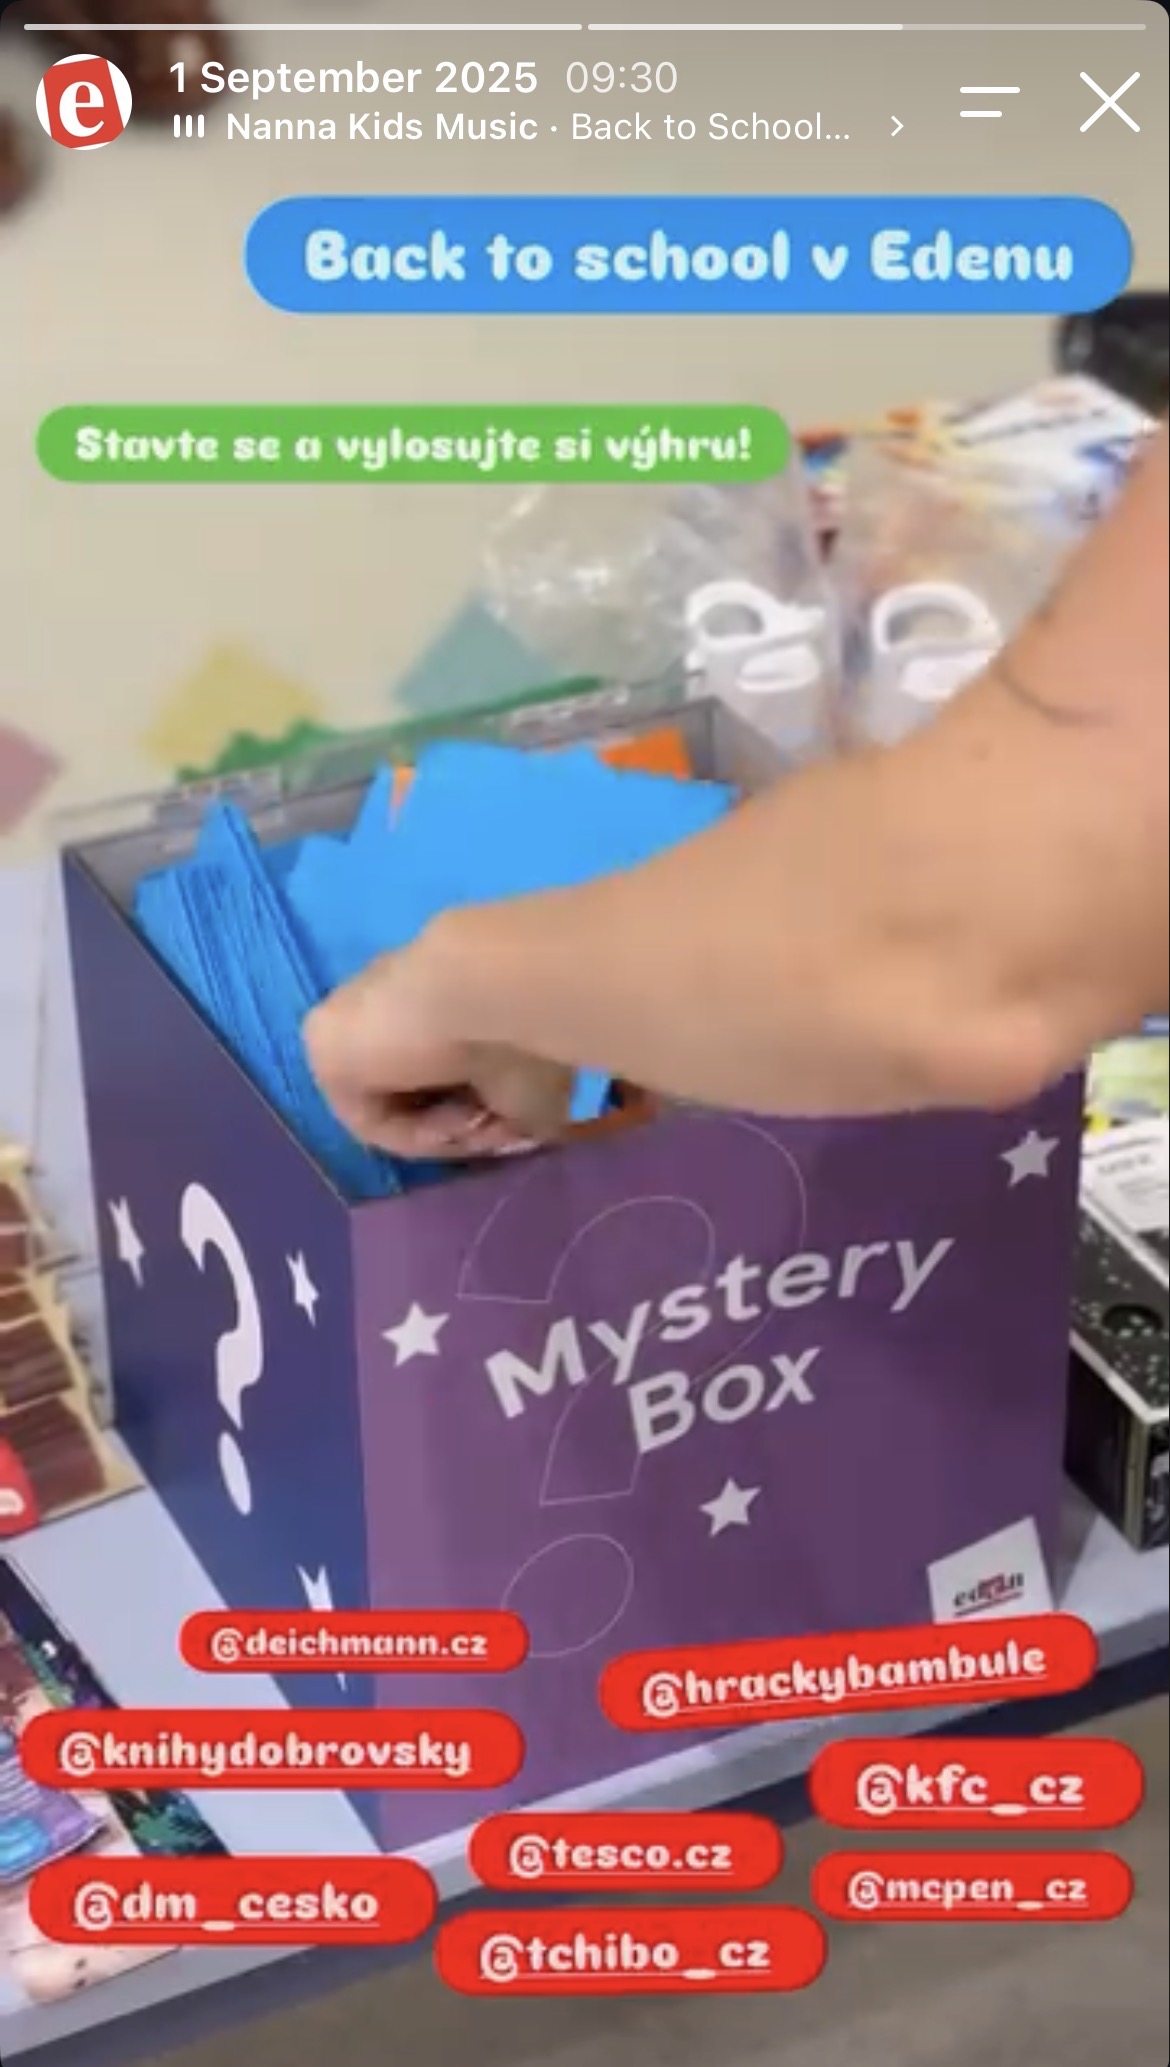 1 September 2025 09:30
Nanna Kids Music · Back to School...
Back to school v Edenu
Stavte se a vylosujte si výhru!
?
Mystery
Box
eden
@deichmann.cz
@hrackybambule
@knihydobrovsky
@kfc_cz
@tesco.cz
@dm_cesko
@mcpen_cz
@tchibo_cz